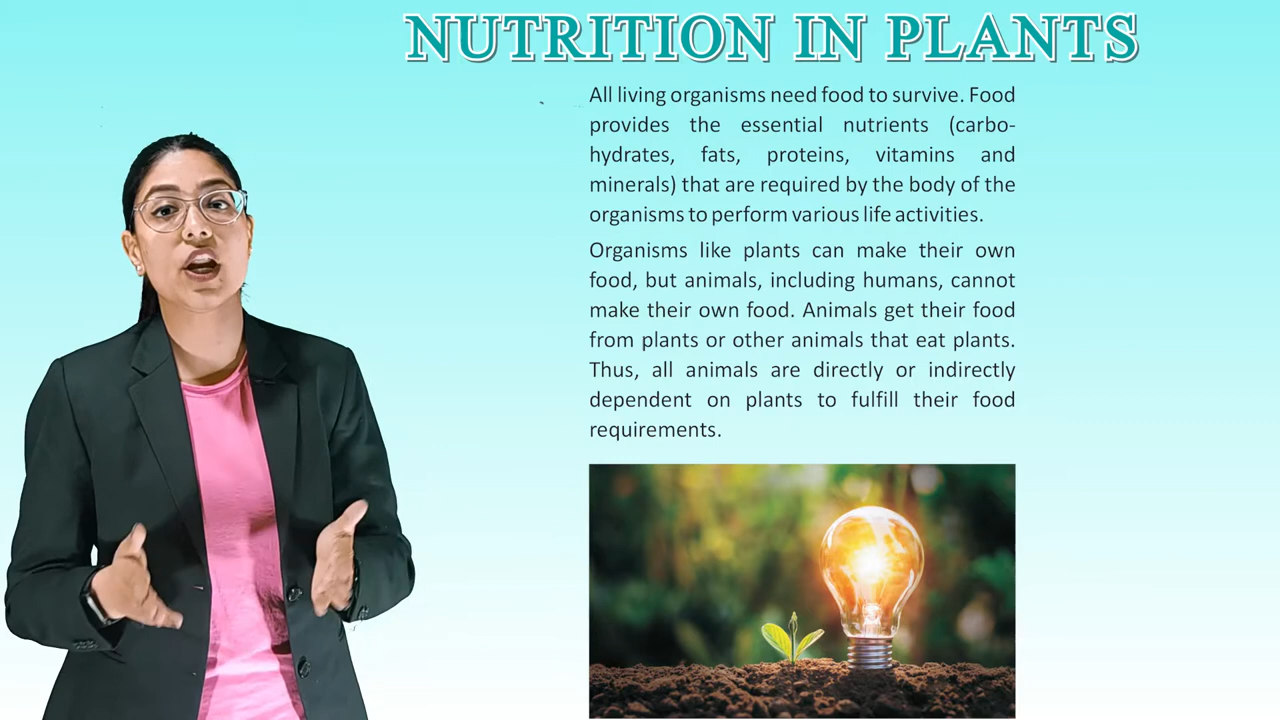 NUTRITION IN PLANTS
All living organisms need food to survive. Food
provides the essential nutrients (carbo-
hydrates, fats, proteins, vitamins and
minerals) that are required by the body of the
organisms to perform various life activities.
Organisms like plants can make their own
food, but animals, including humans, cannot
make their own food. Animals get their food
from plants or other animals that eat plants.
Thus, all animals are directly or indirectly
dependent on plants to fulfill their food
requirements.